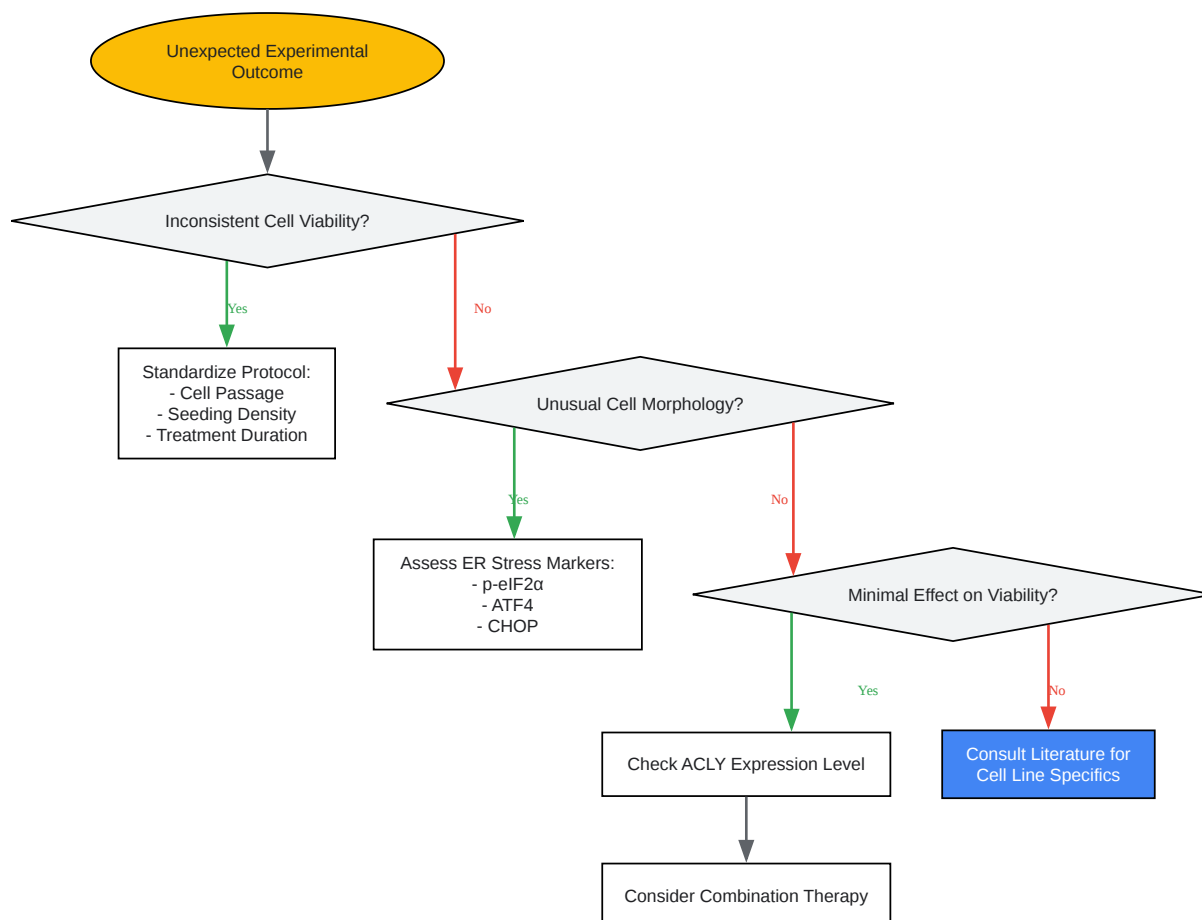 Unexpected Experimental
Outcome
Inconsistent Cell Viability?
Yes
No
Standardize Protocol:
- Cell Passage
- Seeding Density
- Treatment Duration
Unusual Cell Morphology?
Yes
No
Assess ER Stress Markers:
- p-eIF2α
- ATF4
- CHOP
Minimal Effect on Viability?
Yes
No
Check ACLY Expression Level
Consult Literature for
Cell Line Specifics
Consider Combination Therapy